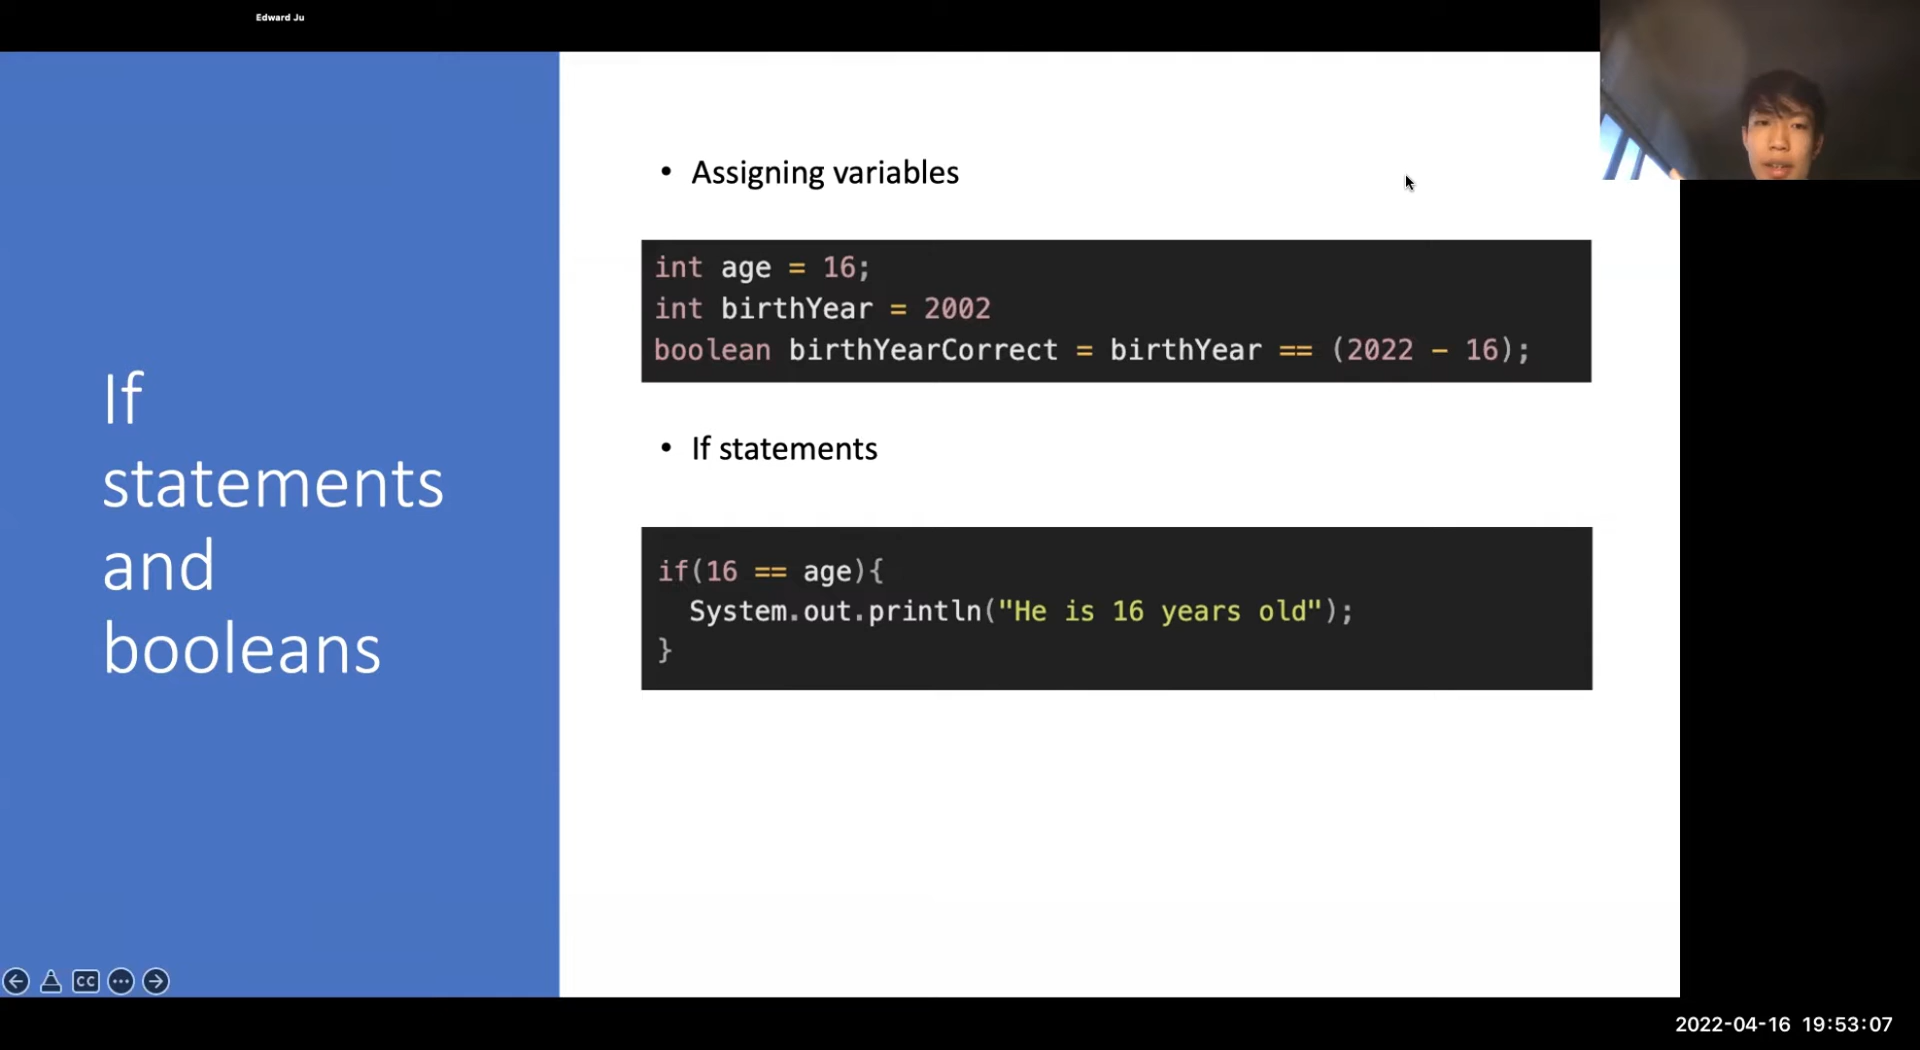 Edward Ju
If
statements
and
booleans
• Assigning variables
int age = 16;
int birthYear = 2002
boolean birthYearCorrect = birthYear == (2022 - 16);
• If statements
if(16 == age){
  System.out.println("He is 16 years old");
}
CC
2022-04-16 19:53:07